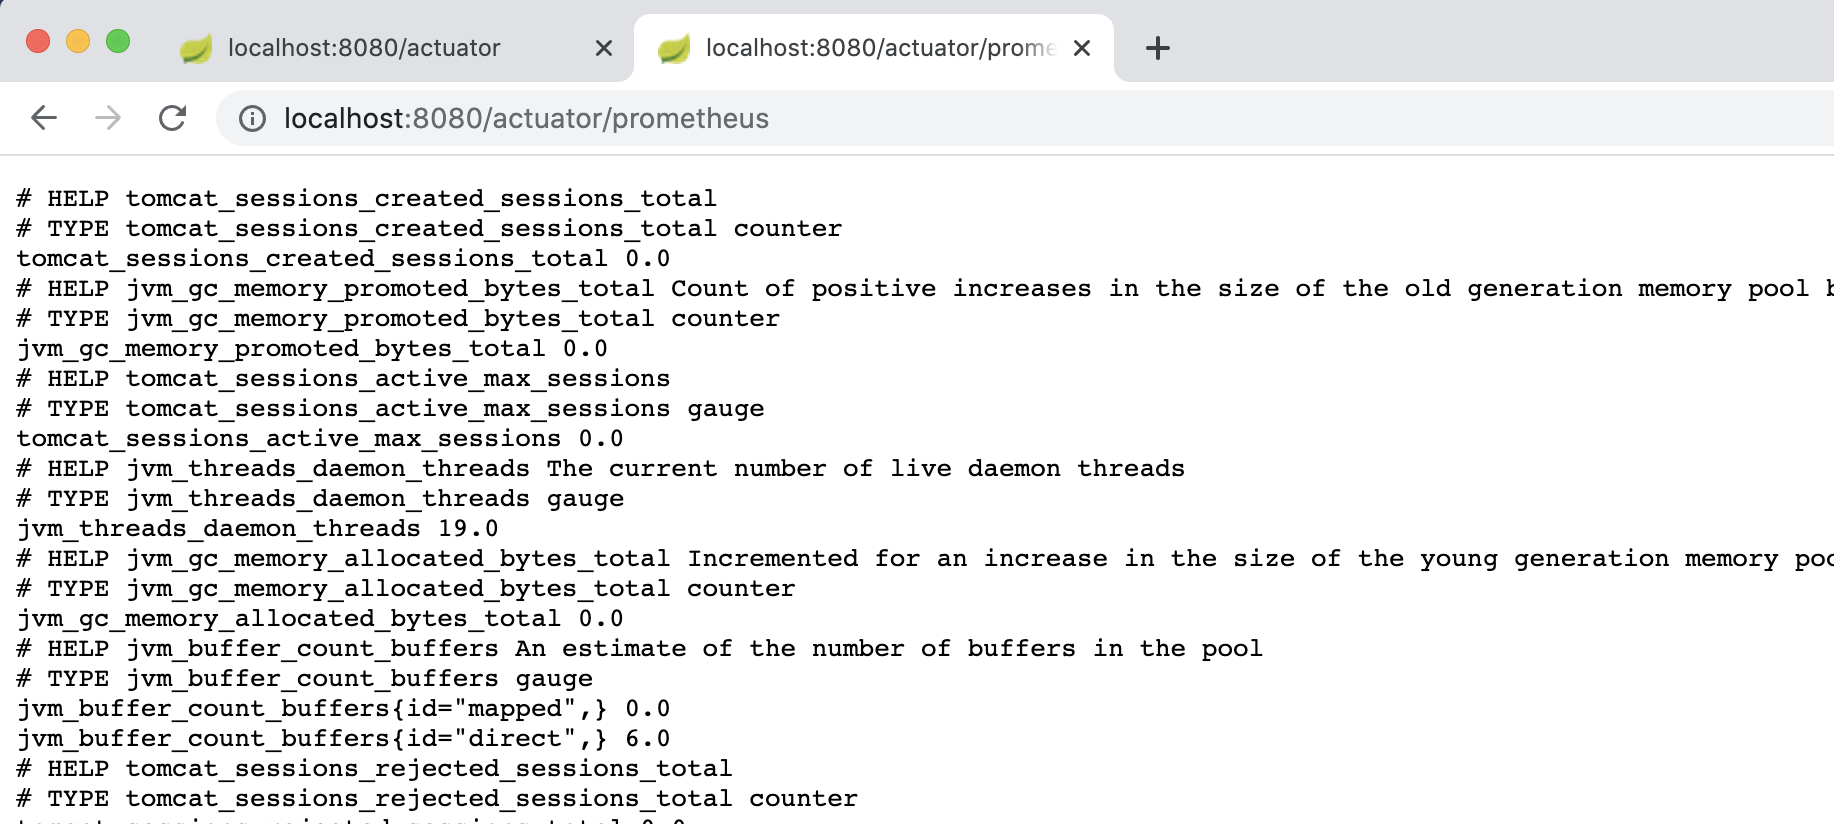 localhost:8080/actuator
localhost:8080/actuator/prome
localhost:8080/actuator/prometheus
# HELP tomcat_sessions_created_sessions_total
# TYPE tomcat_sessions_created_sessions_total counter
tomcat_sessions_created_sessions_total 0.0
# HELP jvm_gc_memory_promoted_bytes_total Count of positive increases in the size of the old generation memory pool
# TYPE jvm_gc_memory_promoted_bytes_total counter
jvm_gc_memory_promoted_bytes_total 0.0
# HELP tomcat_sessions_active_max_sessions
# TYPE tomcat_sessions_active_max_sessions gauge
tomcat_sessions_active_max_sessions 0.0
# HELP jvm_threads_daemon_threads The current number of live daemon threads
# TYPE jvm_threads_daemon_threads gauge
jvm_threads_daemon_threads 19.0
# HELP jvm_gc_memory_allocated_bytes_total Incremented for an increase in the size of the young generation memory
# TYPE jvm_gc_memory_allocated_bytes_total counter
jvm_gc_memory_allocated_bytes_total 0.0
# HELP jvm_buffer_count_buffers An estimate of the number of buffers in the pool
# TYPE jvm_buffer_count_buffers gauge
jvm_buffer_count_buffers{id="mapped",} 0.0
jvm_buffer_count_buffers{id="direct",} 6.0
# HELP tomcat_sessions_rejected_sessions_total
# TYPE tomcat_sessions_rejected_sessions_total counter